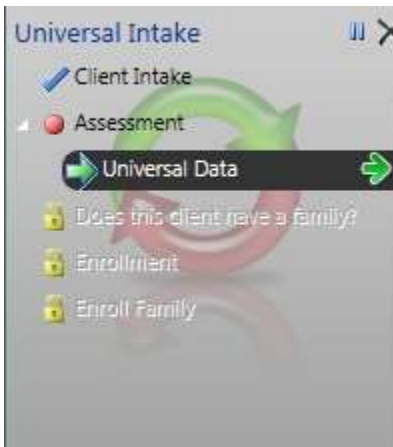 Universal Intake
Client Intake
Assessment
Universal Data
Does this client have a family?
Enrollment
Enroll Family